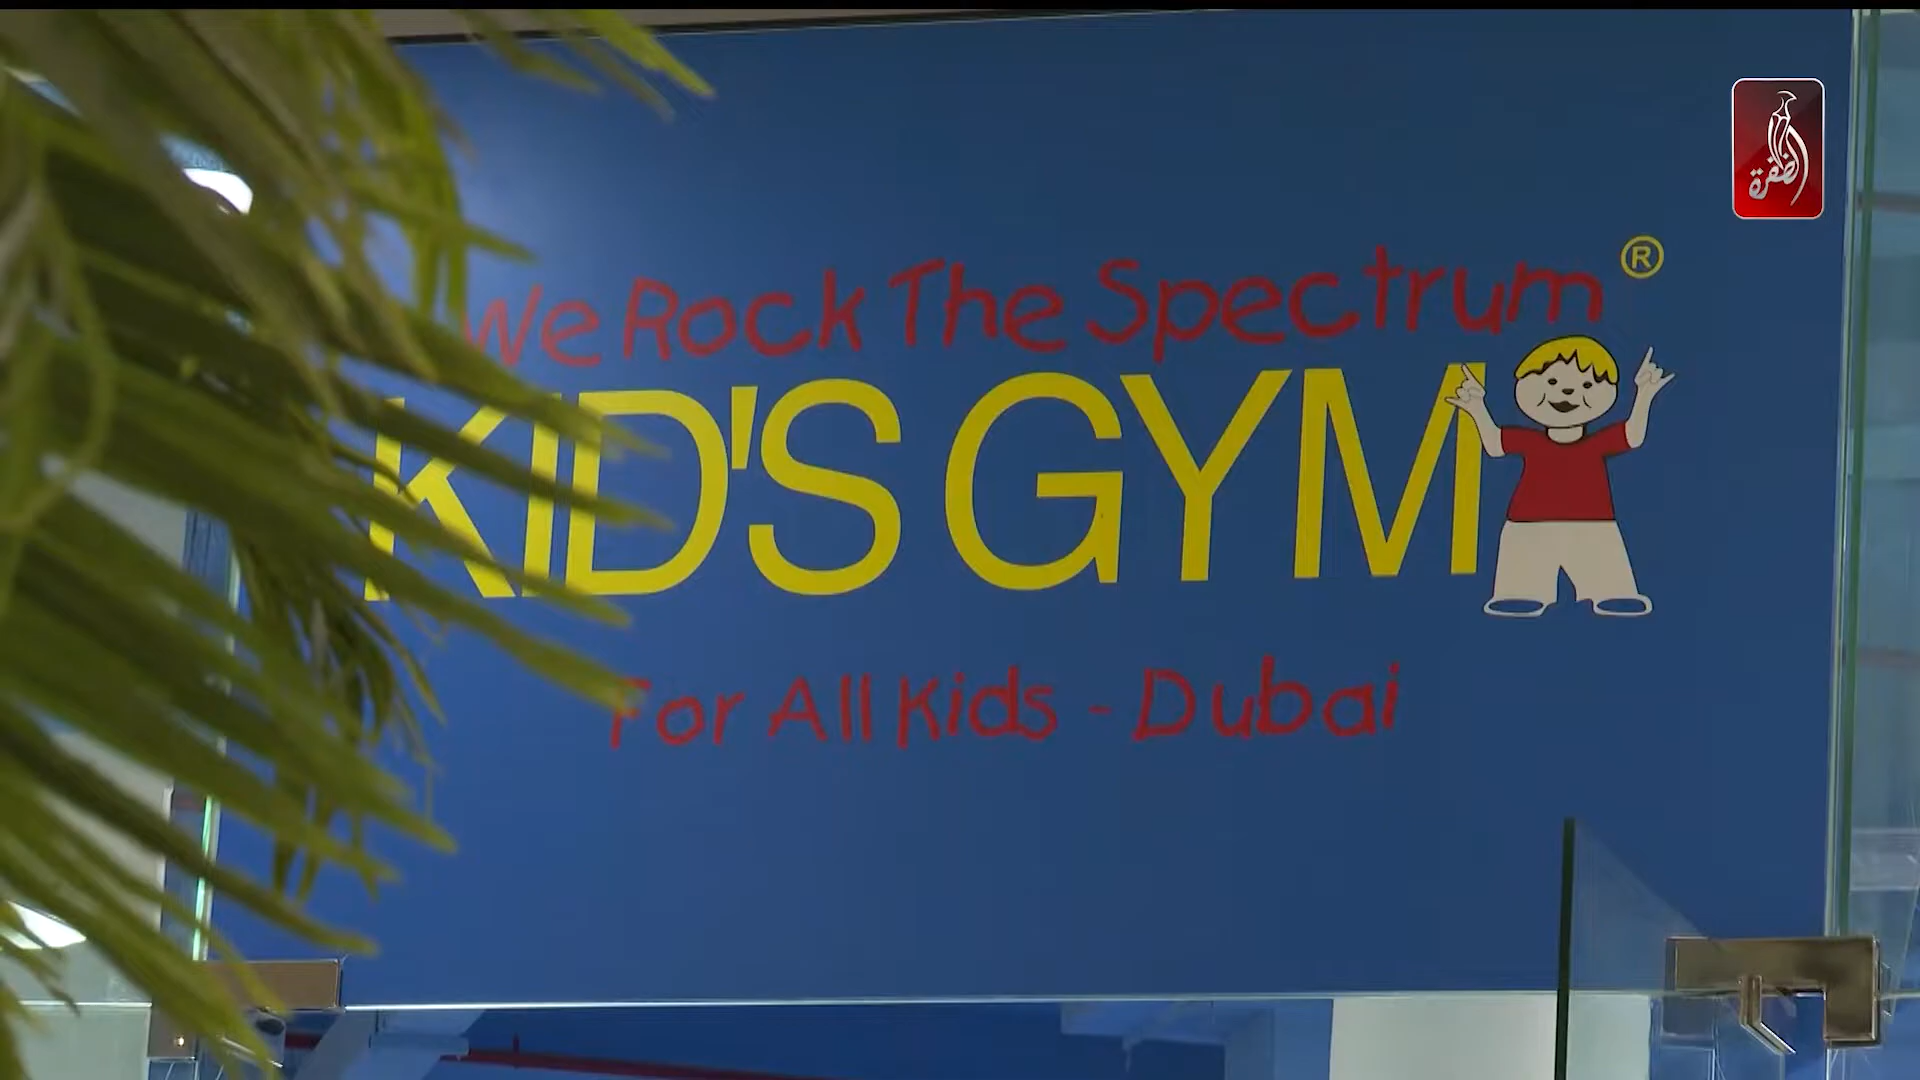 We Rock The Spectrum
®
KID'S GYM
For All Kids - Dubai
الظفرة